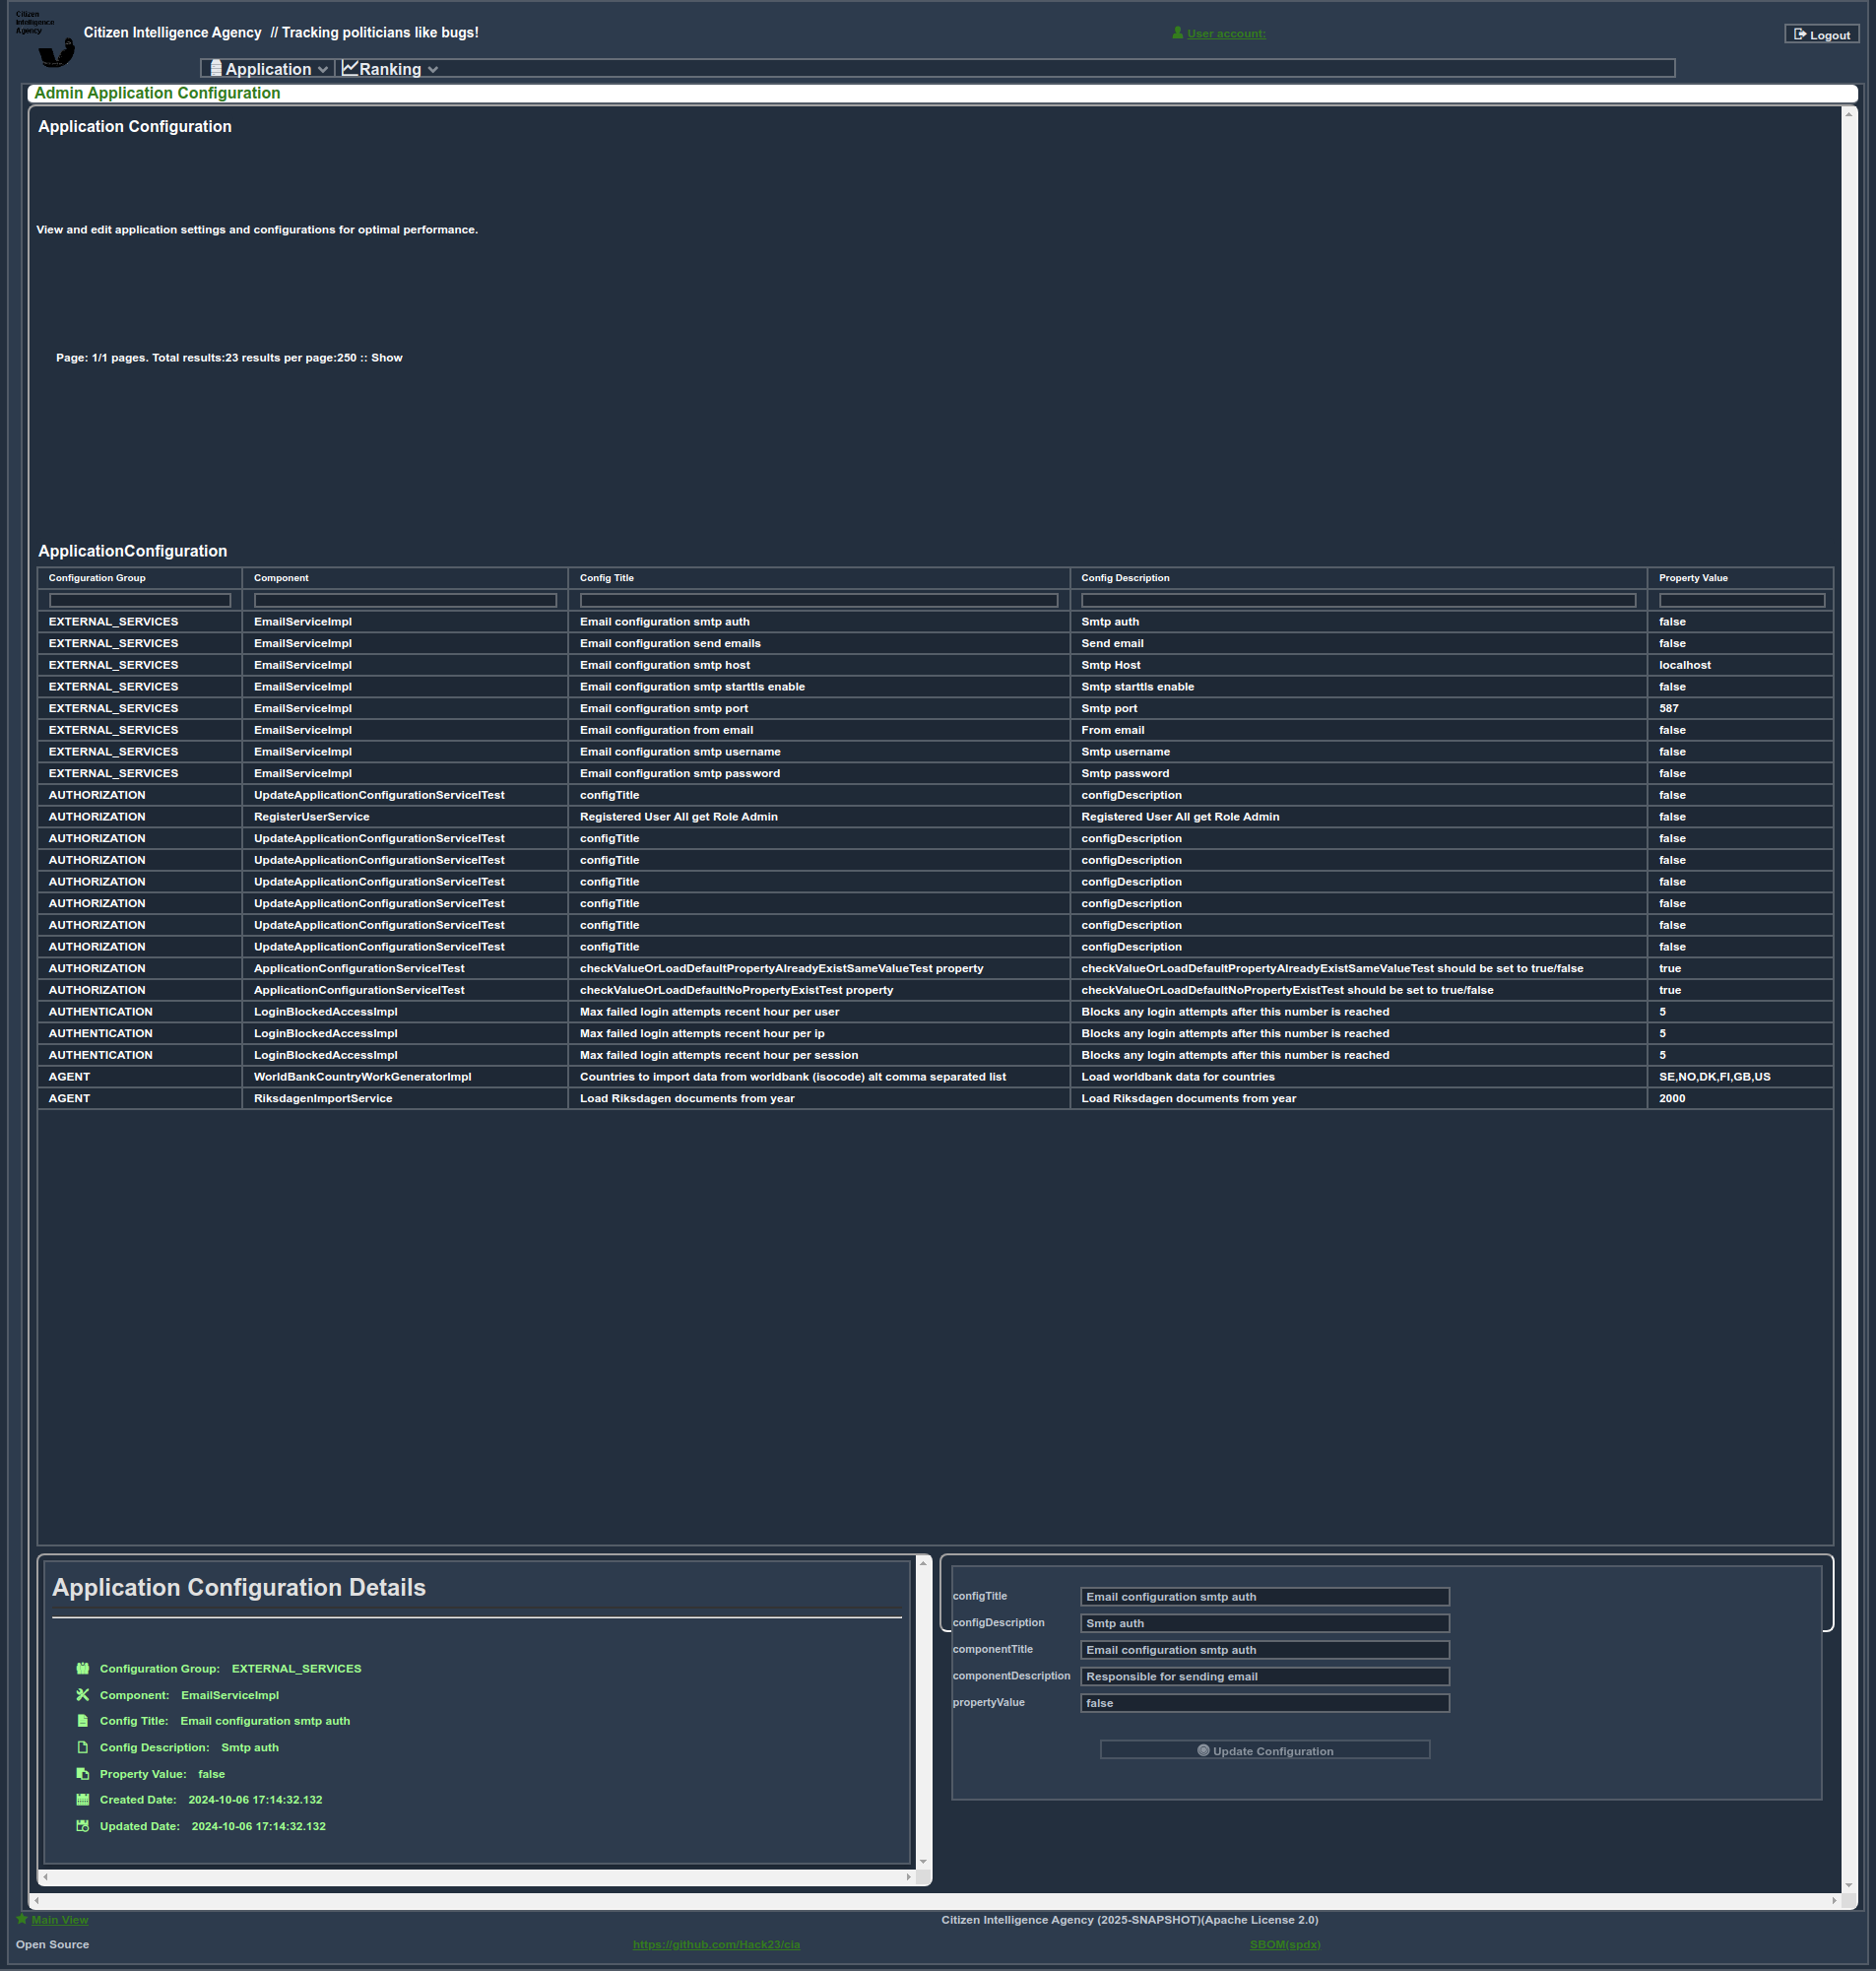 Citizen
Intelligence
Agency
Citizen Intelligence Agency // Tracking politicians like bugs!
User account:
Logout
Application Ranking
Admin Application Configuration
Application Configuration
View and edit application settings and configurations for optimal performance.
Page: 1/1 pages. Total results:23 results per page:250 :: Show
ApplicationConfiguration
Configuration Group Component Config Title Config Description Property Value
EXTERNAL_SERVICES EmailServiceImpl Email configuration smtp auth Smtp auth false
EXTERNAL_SERVICES EmailServiceImpl Email configuration send emails Send email false
EXTERNAL_SERVICES EmailServiceImpl Email configuration smtp host Smtp Host localhost
EXTERNAL_SERVICES EmailServiceImpl Email configuration smtp starttls enable Smtp starttls enable false
EXTERNAL_SERVICES EmailServiceImpl Email configuration smtp port Smtp port 587
EXTERNAL_SERVICES EmailServiceImpl Email configuration from email From email false
EXTERNAL_SERVICES EmailServiceImpl Email configuration smtp username Smtp username false
EXTERNAL_SERVICES EmailServiceImpl Email configuration smtp password Smtp password false
AUTHORIZATION UpdateApplicationConfigurationServiceITest configTitle configDescription false
AUTHORIZATION RegisterUserService Registered User All get Role Admin Registered User All get Role Admin false
AUTHORIZATION UpdateApplicationConfigurationServiceITest configTitle configDescription false
AUTHORIZATION UpdateApplicationConfigurationServiceITest configTitle configDescription false
AUTHORIZATION UpdateApplicationConfigurationServiceITest configTitle configDescription false
AUTHORIZATION UpdateApplicationConfigurationServiceITest configTitle configDescription false
AUTHORIZATION UpdateApplicationConfigurationServiceITest configTitle configDescription false
AUTHORIZATION UpdateApplicationConfigurationServiceITest configTitle configDescription false
AUTHORIZATION ApplicationConfigurationServiceITest checkValueOrLoadDefaultPropertyAlreadyExistSameValueTest property checkValueOrLoadDefaultPropertyAlreadyExistSameValueTest should be set to true/false true
AUTHORIZATION ApplicationConfigurationServiceITest checkValueOrLoadDefaultNoPropertyExistTest property checkValueOrLoadDefaultNoPropertyExistTest should be set to true/false true
AUTHENTICATION LoginBlockedAccessImpl Max failed login attempts recent hour per user Blocks any login attempts after this number is reached 5
AUTHENTICATION LoginBlockedAccessImpl Max failed login attempts recent hour per ip Blocks any login attempts after this number is reached 5
AUTHENTICATION LoginBlockedAccessImpl Max failed login attempts recent hour per session Blocks any login attempts after this number is reached 5
AGENT WorldBankCountryWorkGeneratorImpl Countries to import data from worldbank (isocode) alt comma separated list Load worldbank data for countries SE,NO,DK,FI,GB,US
AGENT RiksdagenImportService Load Riksdagen documents from year Load Riksdagen documents from year 2000
Application Configuration Details
Configuration Group: EXTERNAL_SERVICES
Component: EmailServiceImpl
Config Title: Email configuration smtp auth
Config Description: Smtp auth
Property Value: false
Created Date: 2024-10-06 17:14:32.132
Updated Date: 2024-10-06 17:14:32.132
configTitle Email configuration smtp auth
configDescription Smtp auth
componentTitle Email configuration smtp auth
componentDescription Responsible for sending email
propertyValue false
Update Configuration
Main View
Citizen Intelligence Agency (2025-SNAPSHOT)(Apache License 2.0)
Open Source
https://github.com/Hack23/cia
SBOM(spdx)